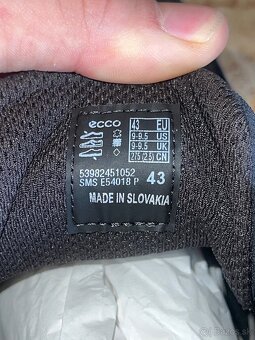 ecco
43 EU
9-9.5 US
9-9.5 UK
275 (2.5) CN
53982451052
SMS E54018 P 43
MADE IN SLOVAKIA